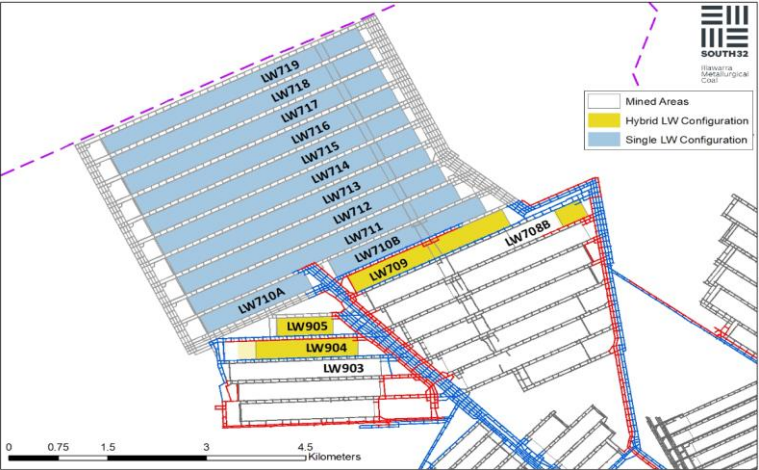 SOUTH32
Illawarra
Metallurgical
Coal
Mined Areas
Hybrid LW Configuration
Single LW Configuration
LW719
LW718
LW717
LW716
LW715
LW714
LW713
LW712
LW711
LW710B
LW709
LW708B
LW710A
LW905
LW904
LW903
0 0.75 1.5 3 4.5
Kilometers